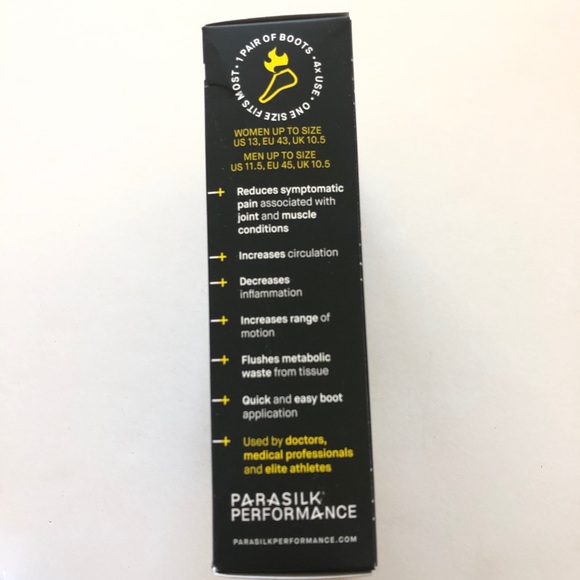 1 PAIR OF BOOTS • 4x USE • ONE SIZE FITS MOST •
WOMEN UP TO SIZE
US 13, EU 43, UK 10.5
MEN UP TO SIZE
US 11.5, EU 45, UK 10.5
Reduces symptomatic
pain associated with
joint and muscle
conditions
Increases circulation
Decreases
inflammation
Increases range of
motion
Flushes metabolic
waste from tissue
Quick and easy boot
application
Used by doctors,
medical professionals
and elite athletes
PARASILK®
PERFORMANCE
PARASILKPERFORMANCE.COM